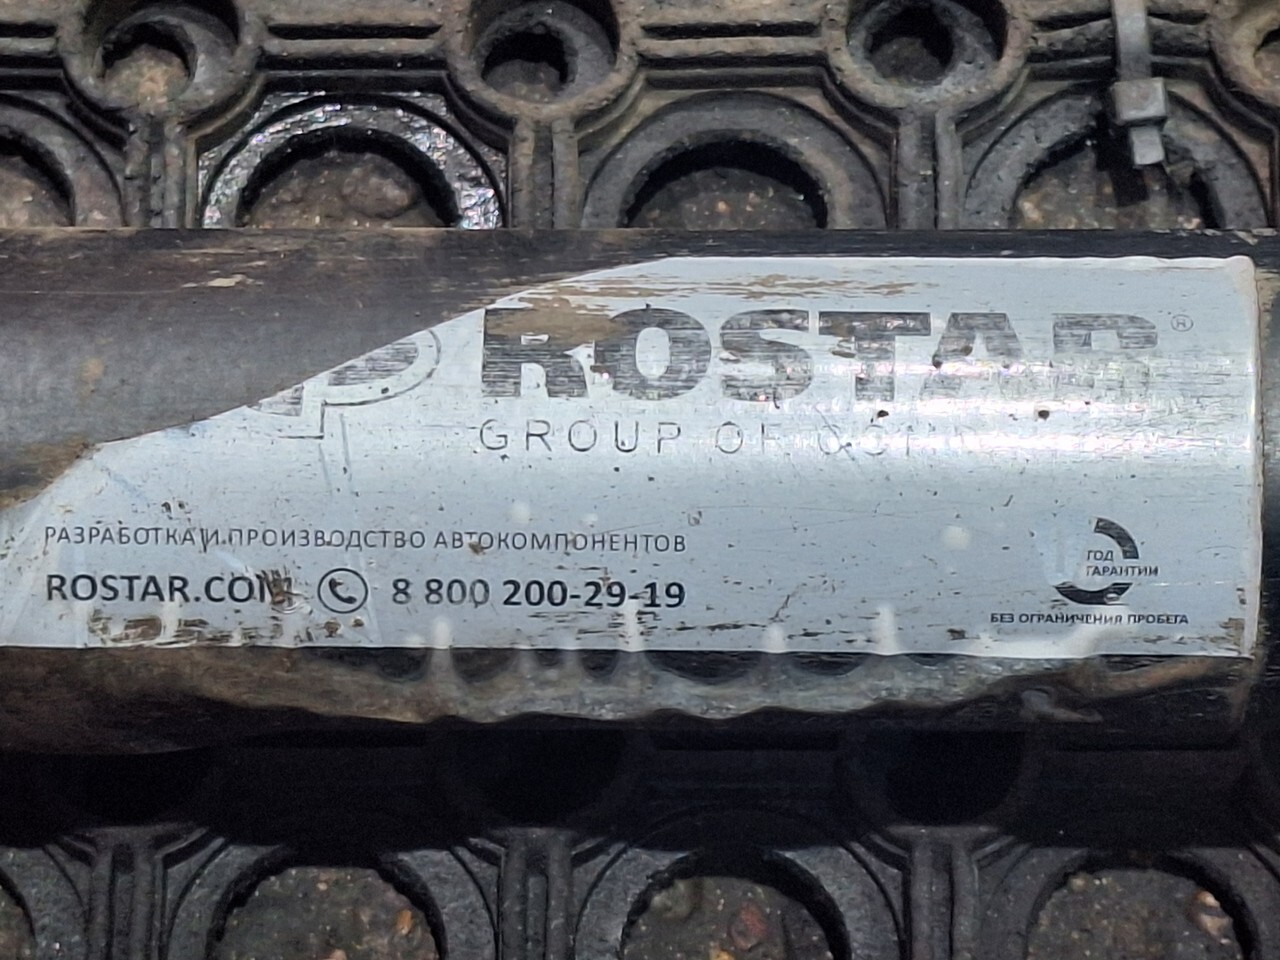 ROSTAR®
GROUP OF
РАЗРАБОТКА И ПРОИЗВОДСТВО АВТОКОМПОНЕНТОВ
ROSTAR.COM 8 800 200-29-19
ГОД
ГАРАНТИИ
БЕЗ ОГРАНИЧЕНИЯ ПРОБЕГА